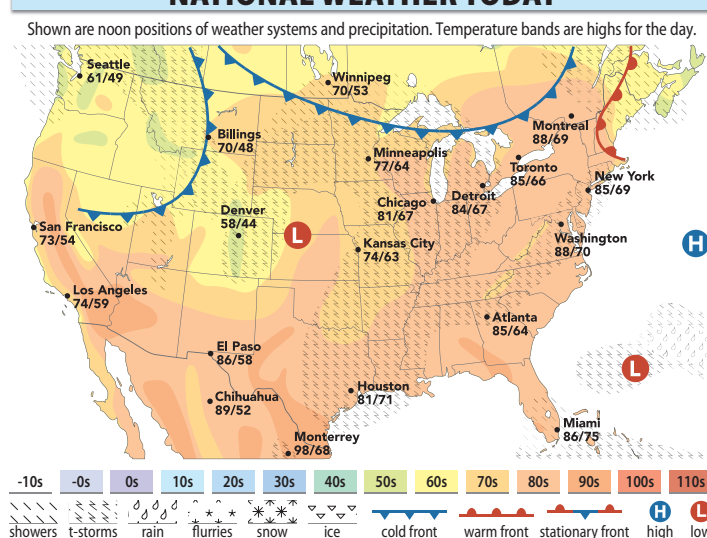 NATIONAL WEATHER TODAY
Shown are noon positions of weather systems and precipitation. Temperature bands are highs for the day.
Seattle
61/49
Winnipeg
70/53
Billings
70/48
Minneapolis
77/64
Montreal
88/69
Toronto
85/66
New York
85/69
Chicago
81/67
Detroit
84/67
Denver
58/44
San Francisco
73/54
L
Kansas City
74/63
Washington
88/70
H
Los Angeles
74/59
Atlanta
85/64
El Paso
86/58
L
Chihuahua
89/52
Houston
81/71
Monterrey
98/68
Miami
86/75
-10s -0s 0s 10s 20s 30s 40s 50s 60s 70s 80s 90s 100s 110s
H L
showers t-storms rain flurries snow ice cold front warm front stationary front high low